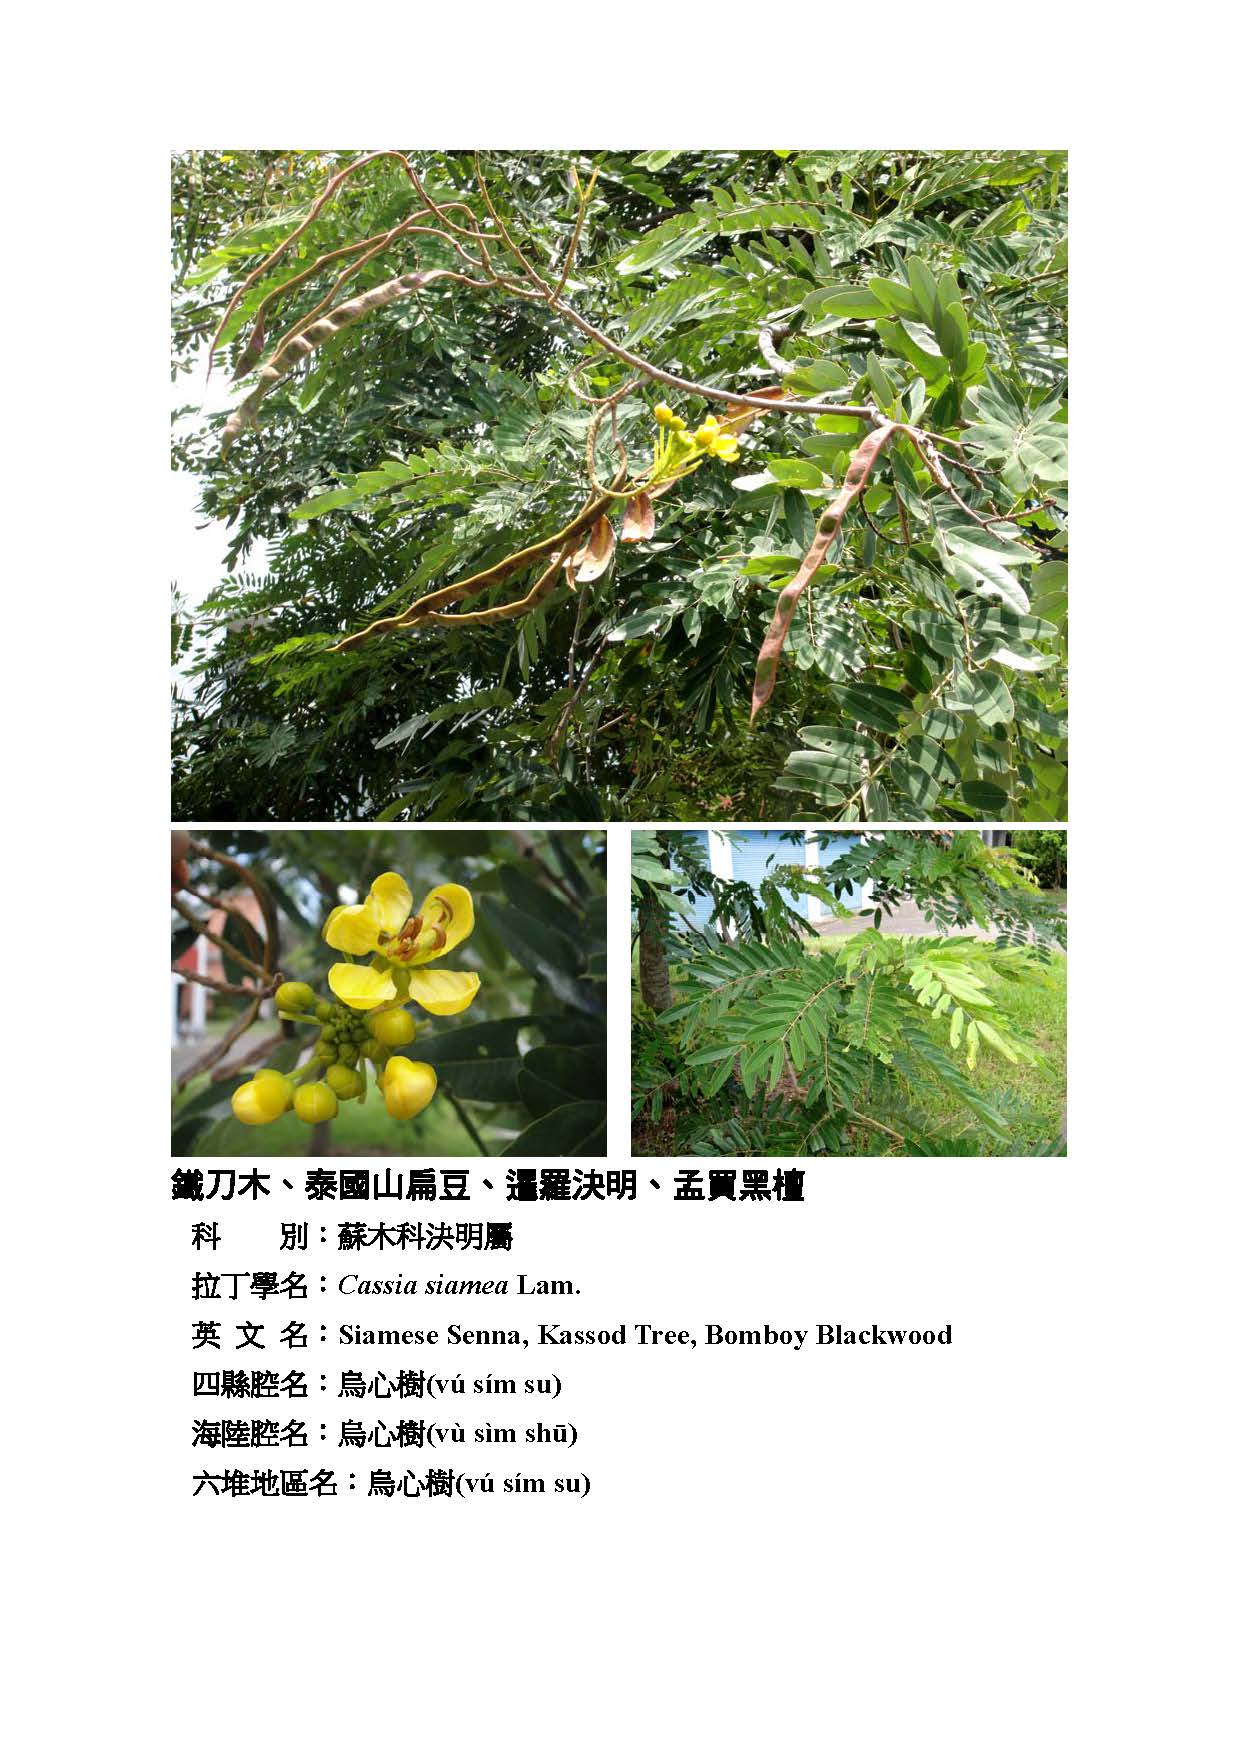 鐵刀木、泰國山扁豆、暹羅決明、孟買黑檀
科　　別：蘇木科決明屬
拉丁學名：Cassia siamea Lam.
英 文 名：Siamese Senna, Kassod Tree, Bomboy Blackwood
四縣腔名：烏心樹(vú sím su)
海陸腔名：烏心樹(vù sìm shū)
六堆地區名：烏心樹(vú sím su)